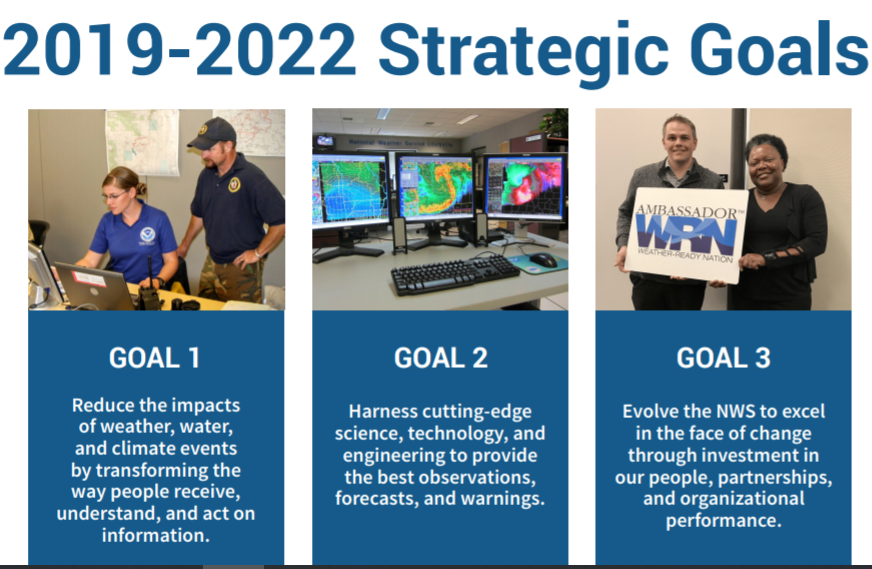 2019-2022 Strategic Goals
AMBASSADOR™
WRN
WEATHER-READY NATION
GOAL 1
Reduce the impacts
of weather, water,
and climate events
by transforming the
way people receive,
understand, and act on
information.
GOAL 2
Harness cutting-edge
science, technology, and
engineering to provide
the best observations,
forecasts, and warnings.
GOAL 3
Evolve the NWS to excel
in the face of change
through investment in
our people, partnerships,
and organizational
performance.